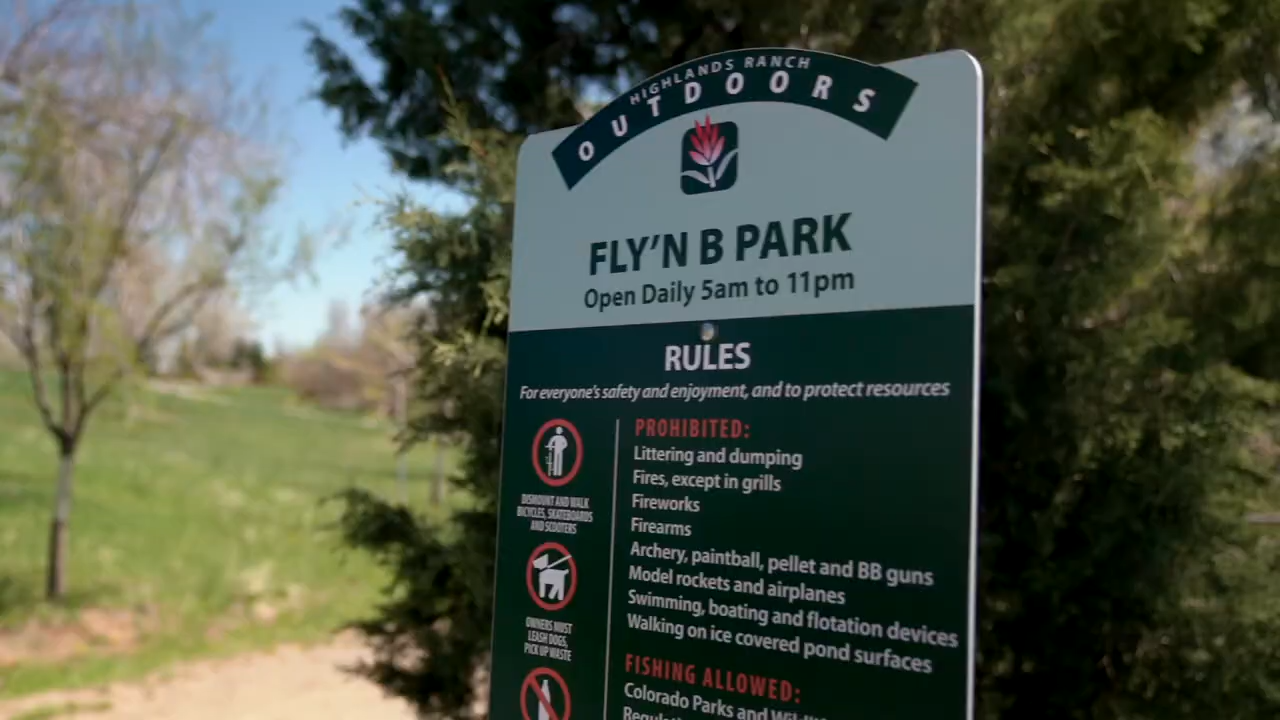 HIGHLANDS RANCH
OUTDOORS
FLY'N B PARK
Open Daily 5am to 11pm
RULES
For everyone's safety and enjoyment, and to protect resources
DISMOUNT AND WALK
BICYCLES, SKATEBOARDS
AND SCOOTERS
OWNERS MUST
LEASH DOGS,
PICK UP WASTE
PROHIBITED:
Littering and dumping
Fires, except in grills
Fireworks
Firearms
Archery, paintball, pellet and BB guns
Model rockets and airplanes
Swimming, boating and flotation devices
Walking on ice covered pond surfaces
FISHING ALLOWED:
Colorado Parks and